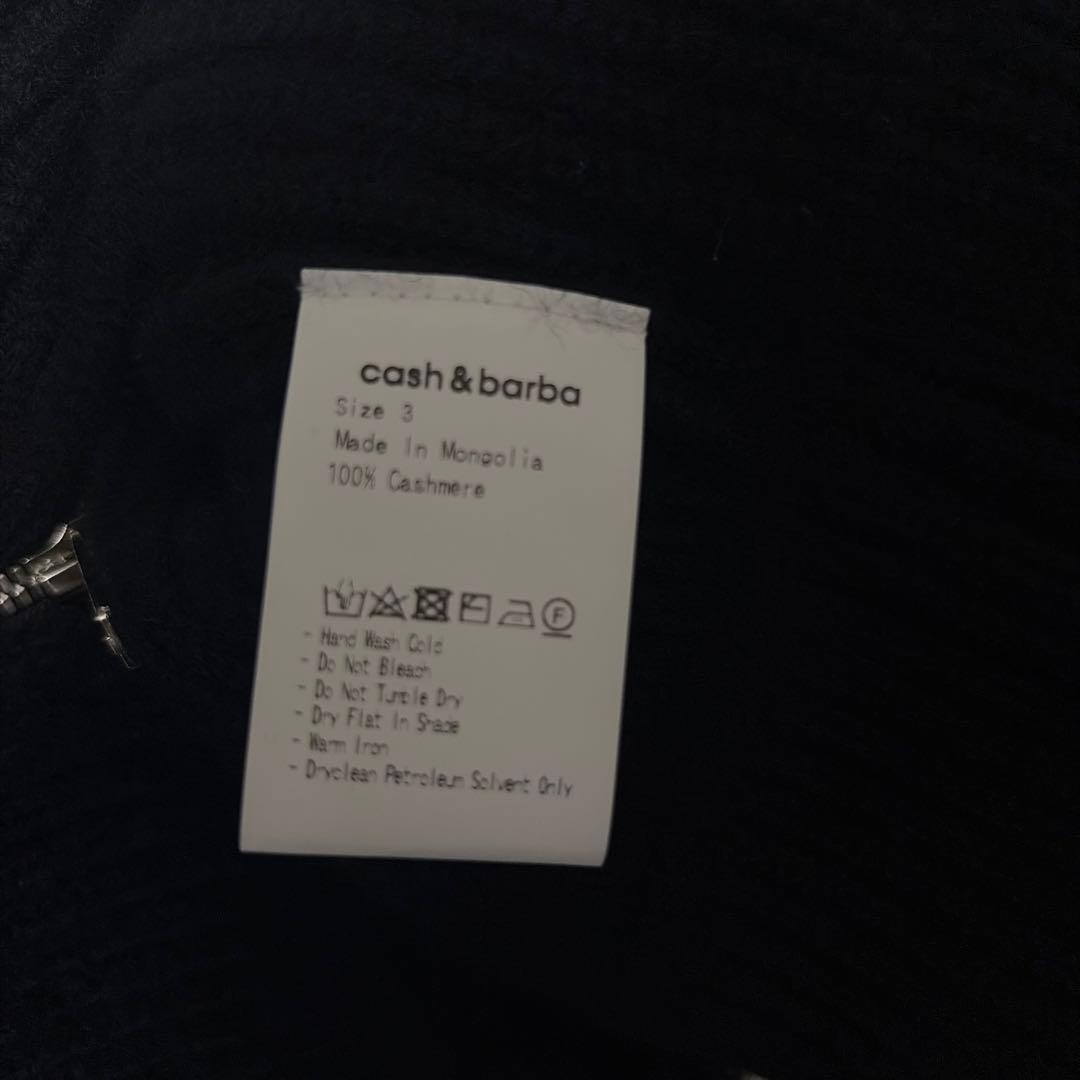 cash&barba
Size 3
Made In Mongolia
100% Cashmere
F
- Hand Wash Cold
- Do Not Bleach
- Do Not Tumble Dry
- Dry Flat In Shade
- Warm Iron
- Dryclean Petroleum Solvent Only